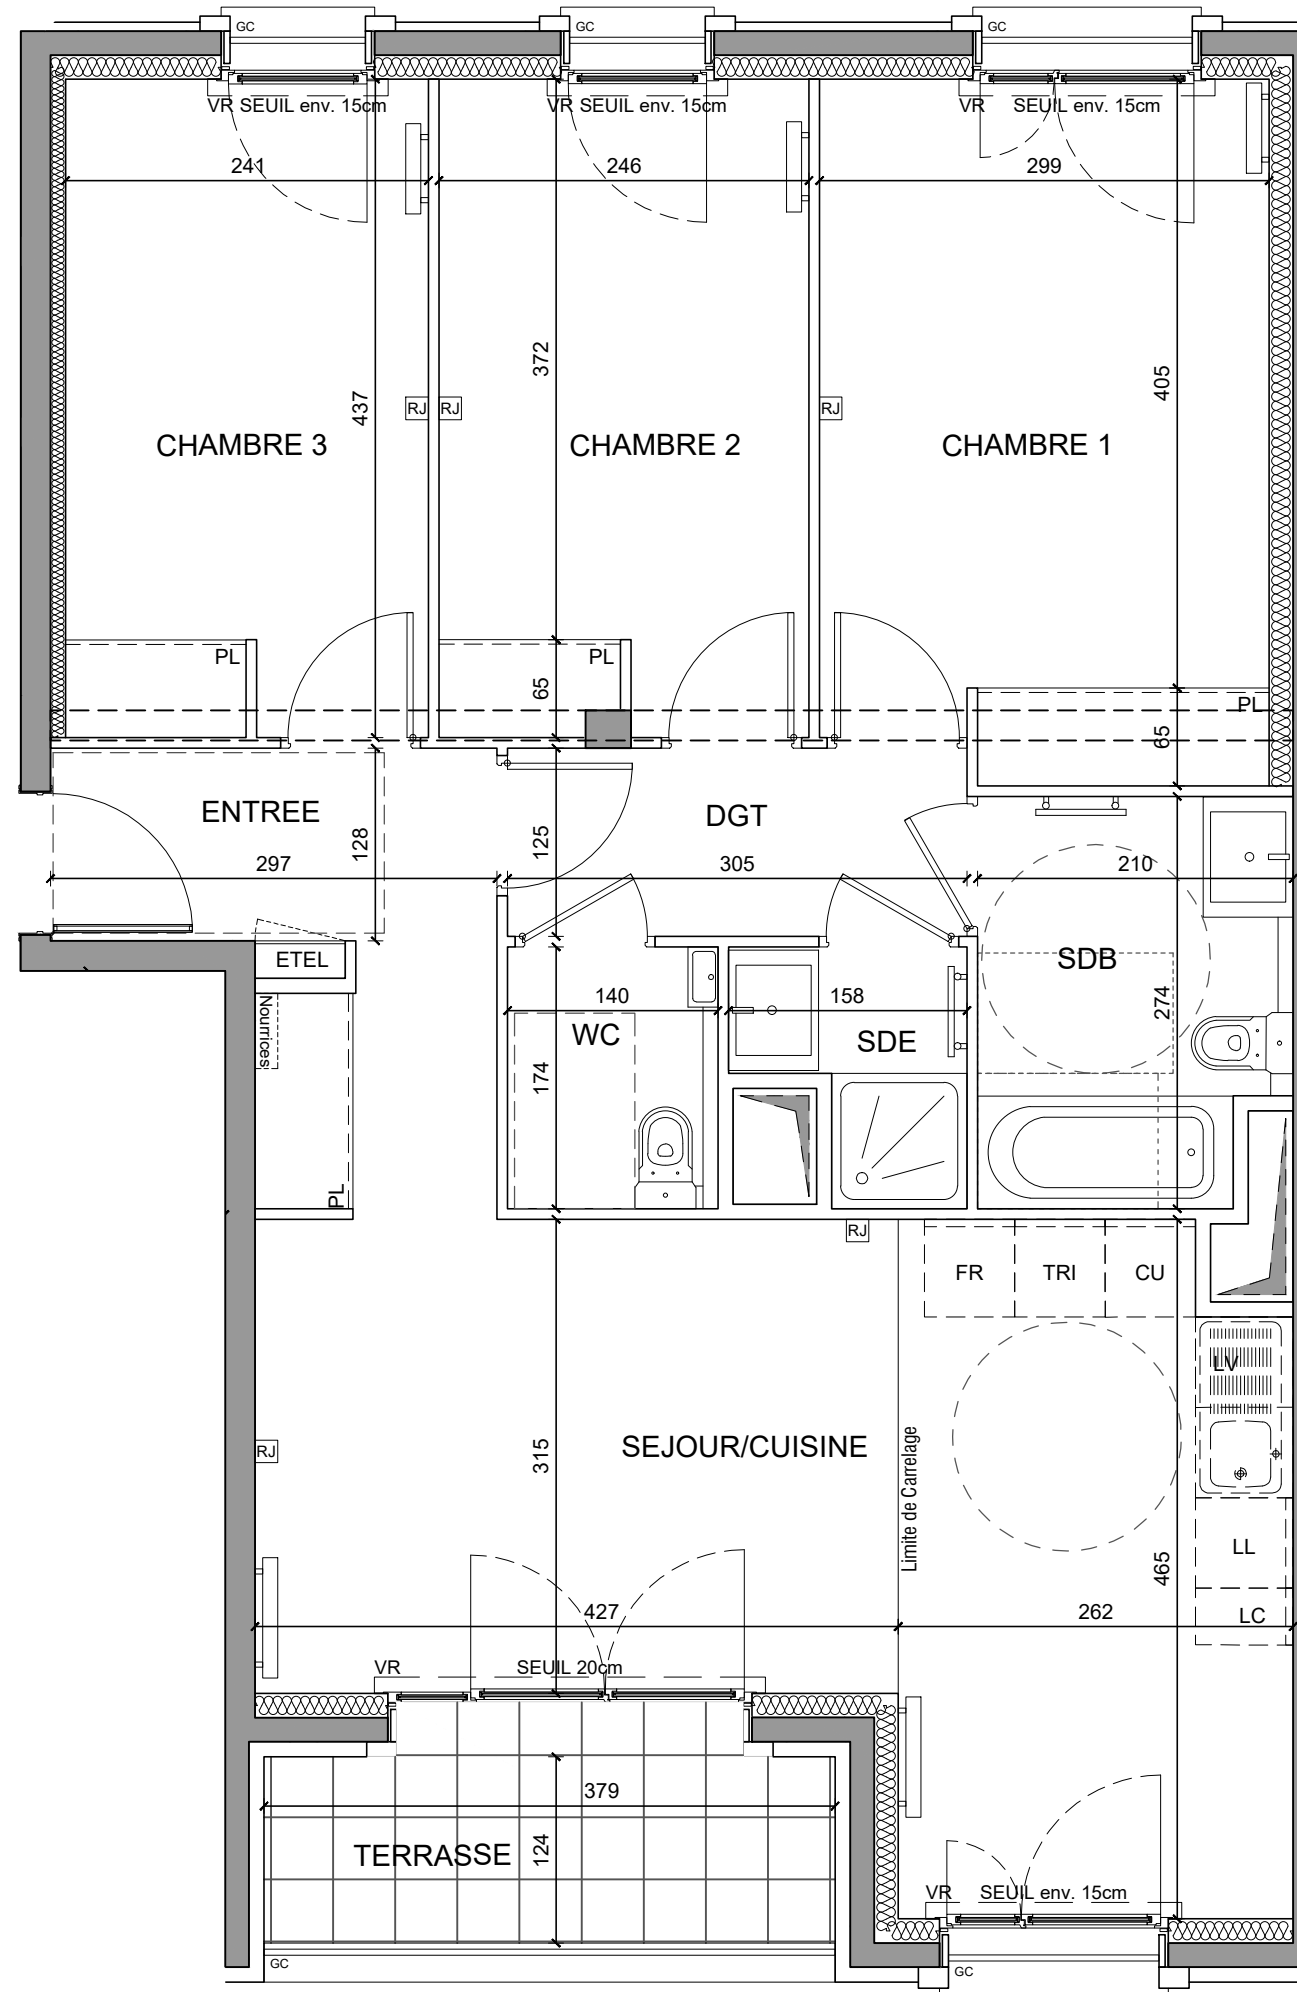 GC
GC
GC
VR SEUIL env. 15cm
VR SEUIL env. 15cm
VR SEUIL env. 15cm
241
246
299
437
372
405
RJ
RJ
RJ
CHAMBRE 3
CHAMBRE 2
CHAMBRE 1
PL
PL
PL
65
65
ENTREE
DGT
128
125
297
305
210
ETEL
SDB
Nourrices
140
158
274
WC
SDE
174
PL
RJ
FR
TRI
CU
LV
RJ
315
SEJOUR/CUISINE
Limite de Carrelage
LL
465
427
262
LC
VR
SEUIL 20cm
379
TERRASSE
124
VR
SEUIL env. 15cm
GC
GC